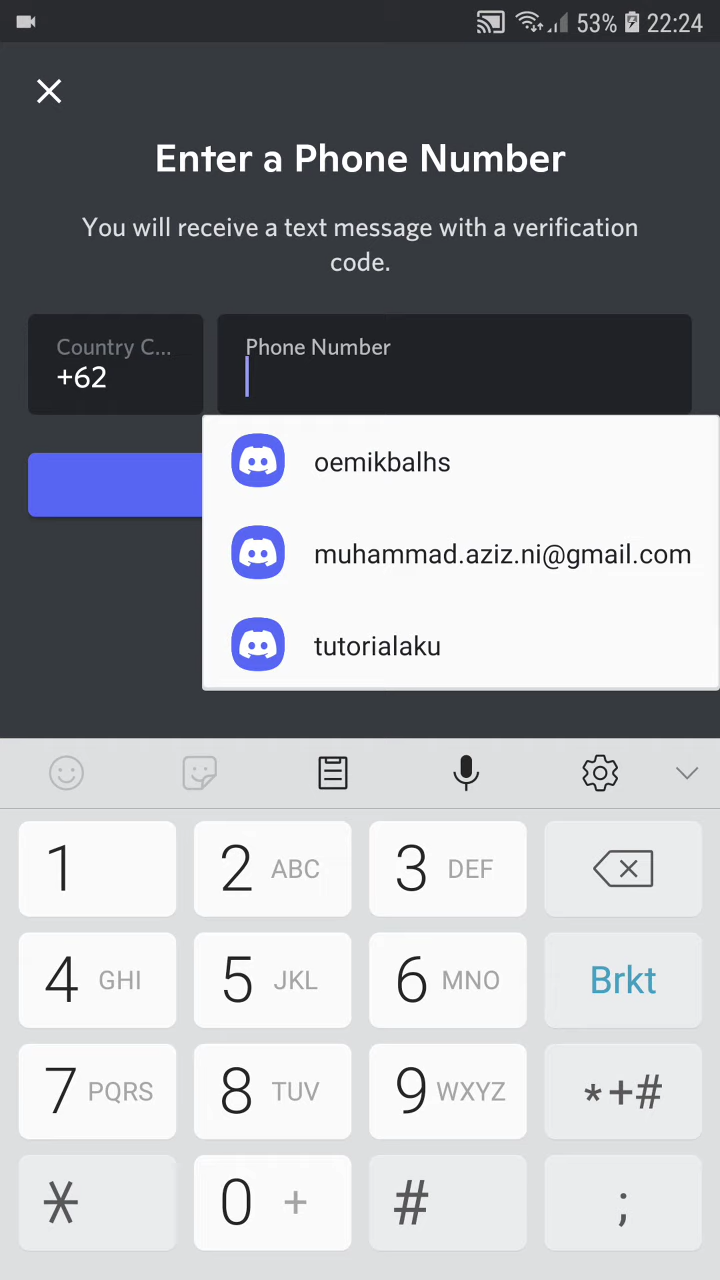 53% 22:24
Enter a Phone Number
You will receive a text message with a verification
code.
Country C... Phone Number
+62
oemikbalhs
muhammad.aziz.ni@gmail.com
tutorialaku
1 2 ABC 3 DEF
4 GHI 5 JKL 6 MNO Brkt
7 PQRS 8 TUV 9 WXYZ *+#
* 0 + # ;